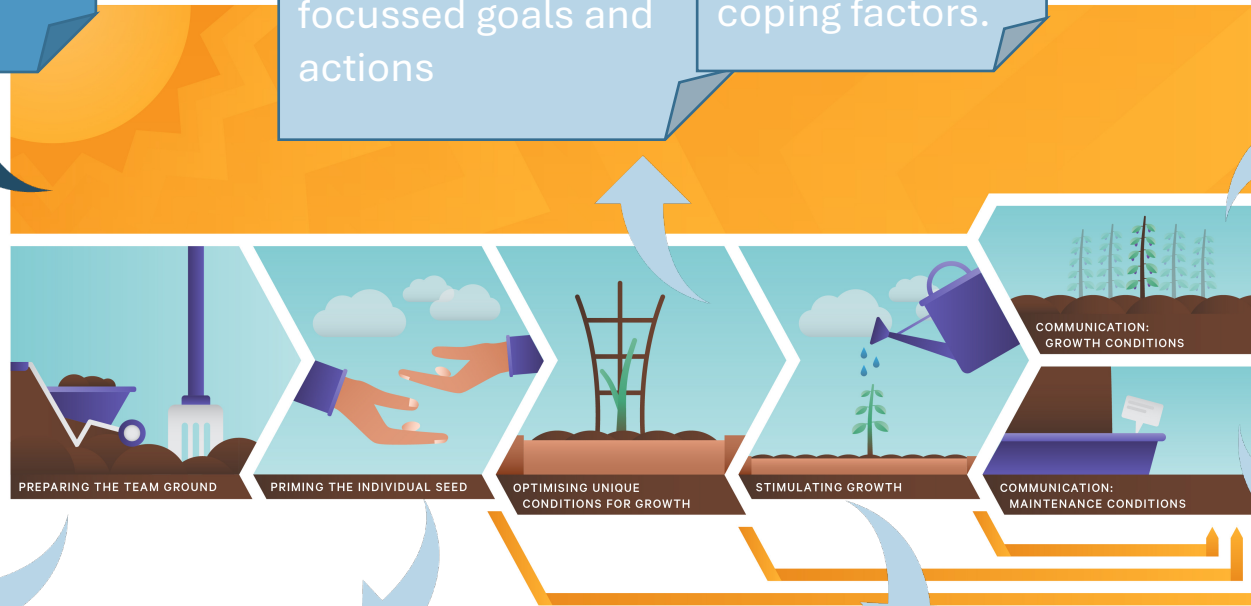 focussed goals and
actions
coping factors.
PREPARING THE TEAM GROUND
PRIMING THE INDIVIDUAL SEED
OPTIMISING UNIQUE
CONDITIONS FOR GROWTH
STIMULATING GROWTH
COMMUNICATION:
GROWTH CONDITIONS
COMMUNICATION:
MAINTENANCE CONDITIONS